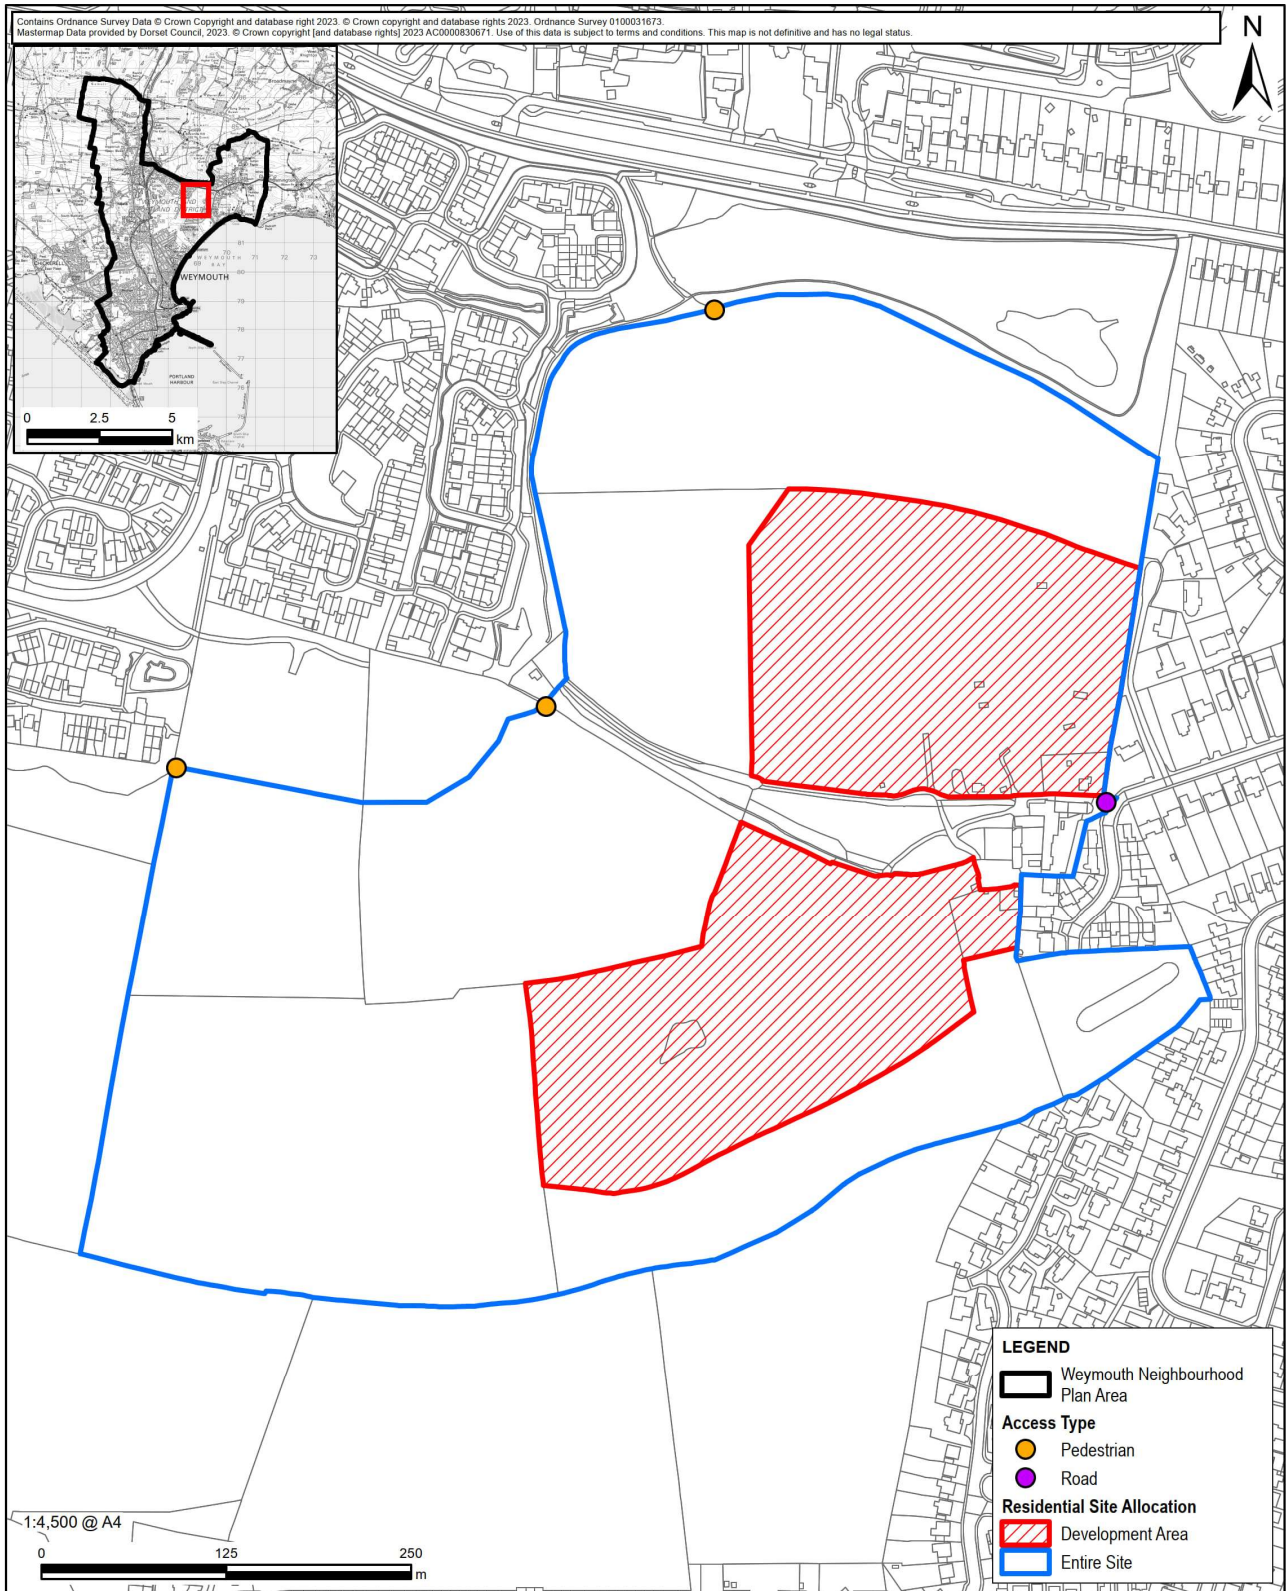 Contains Ordnance Survey Data © Crown Copyright and database right 2023. © Crown copyright and database rights 2023. Ordnance Survey 0100031673.
Mastermap Data provided by Dorset Council, 2023. © Crown copyright [and database rights] 2023 AC0000830671. Use of this data is subject to terms and conditions. This map is not definitive and has no legal status.
N
WEYMOUTH
BAY
WEYMOUTH
PORTLAND
HARBOUR
0 2.5 5
km
LEGEND
Weymouth Neighbourhood
Plan Area
Access Type
Pedestrian
Road
Residential Site Allocation
Development Area
Entire Site
1:4,500 @ A4
0 125 250
m